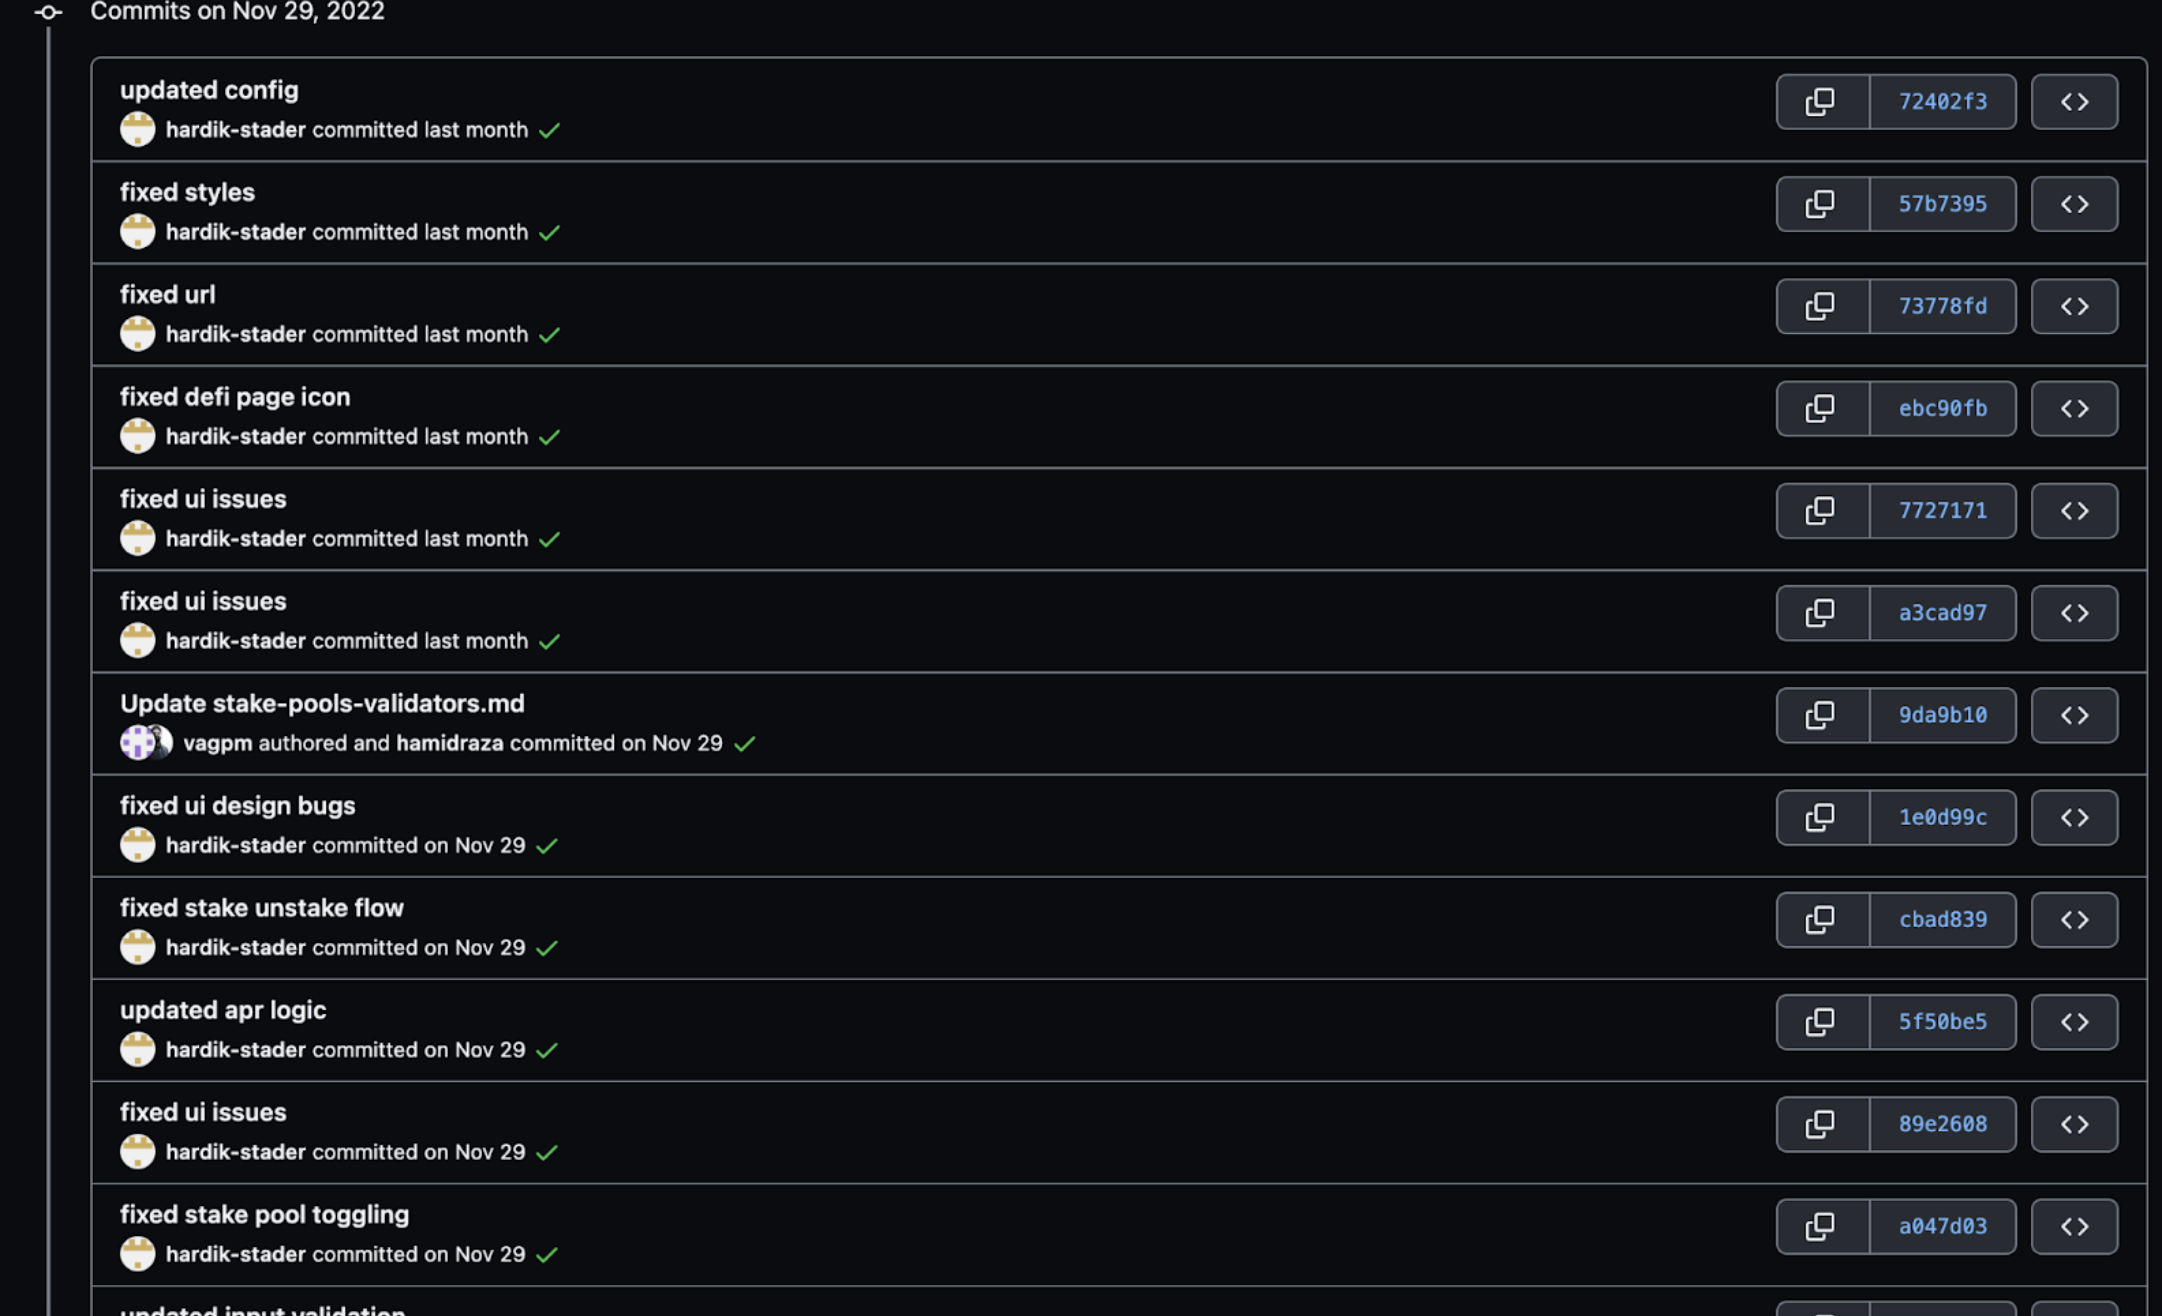 Commits on Nov 29, 2022
updated config
72402f3
hardik-stader committed last month
fixed styles
57b7395
hardik-stader committed last month
fixed url
73778fd
hardik-stader committed last month
fixed defi page icon
ebc90fb
hardik-stader committed last month
fixed ui issues
7727171
hardik-stader committed last month
fixed ui issues
a3cad97
hardik-stader committed last month
Update stake-pools-validators.md
9da9b10
vagpm authored and hamidraza committed on Nov 29
fixed ui design bugs
1e0d99c
hardik-stader committed on Nov 29
fixed stake unstake flow
cbad839
hardik-stader committed on Nov 29
updated apr logic
5f50be5
hardik-stader committed on Nov 29
fixed ui issues
89e2608
hardik-stader committed on Nov 29
fixed stake pool toggling
a047d03
hardik-stader committed on Nov 29
updated input validation